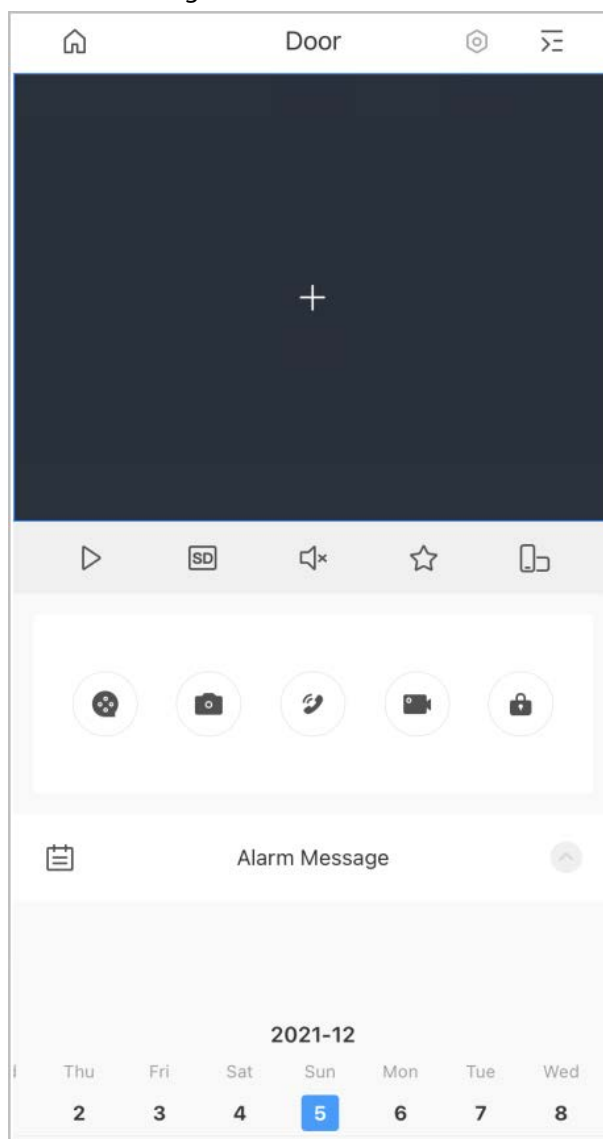 Door
SD
Alarm Message
2021-12
Thu Fri Sat Sun Mon Tue Wed
2 3 4 5 6 7 8